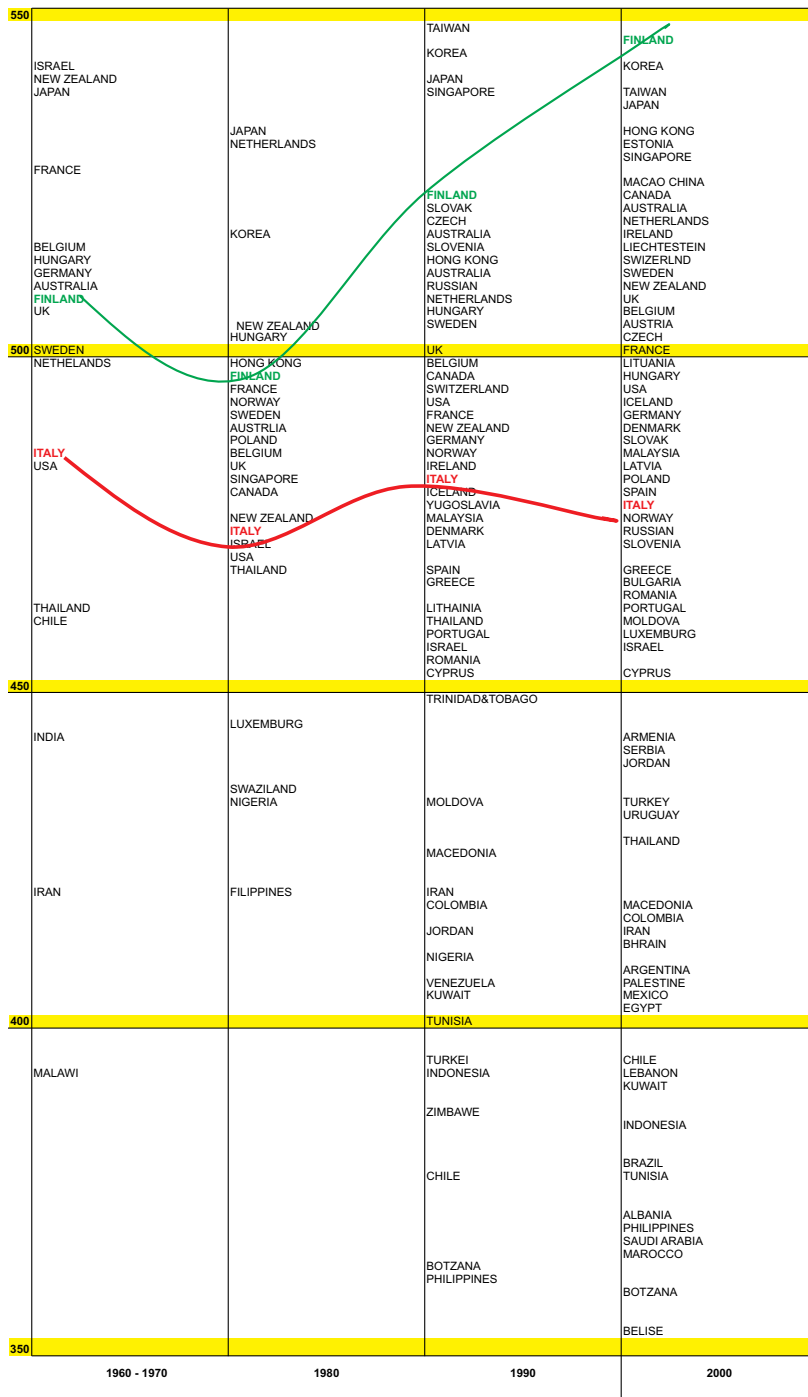 550
ISRAEL
NEW ZEALAND
JAPAN
FRANCE
BELGIUM
HUNGARY
GERMANY
AUSTRALIA
FINLAND
UK
500
SWEDEN
NETHELANDS
ITALY
USA
THAILAND
CHILE
450
INDIA
IRAN
400
MALAWI
350
1960 - 1970
JAPAN
NETHERLANDS
KOREA
NEW ZEALAND
HUNGARY
HONG KONG
FINLAND
FRANCE
NORWAY
SWEDEN
AUSTRLIA
POLAND
BELGIUM
UK
SINGAPORE
CANADA
NEW ZEALAND
ITALY
ISRAEL
USA
THAILAND
LUXEMBURG
SWAZILAND
NIGERIA
FILIPPINES
1980
TAIWAN
KOREA
JAPAN
SINGAPORE
FINLAND
SLOVAK
CZECH
AUSTRALIA
SLOVENIA
HONG KONG
AUSTRALIA
RUSSIAN
NETHERLANDS
HUNGARY
SWEDEN
UK
BELGIUM
CANADA
SWITZERLAND
USA
FRANCE
NEW ZEALAND
GERMANY
NORWAY
IRELAND
ITALY
ICELAND
YUGOSLAVIA
MALAYSIA
DENMARK
LATVIA
SPAIN
GREECE
LITHAINIA
THAILAND
PORTUGAL
ISRAEL
ROMANIA
CYPRUS
TRINIDAD&TOBAGO
MOLDOVA
MACEDONIA
IRAN
COLOMBIA
JORDAN
NIGERIA
VENEZUELA
KUWAIT
TUNISIA
TURKEI
INDONESIA
ZIMBAWE
CHILE
BOTZANA
PHILIPPINES
1990
FINLAND
KOREA
TAIWAN
JAPAN
HONG KONG
ESTONIA
SINGAPORE
MACAO CHINA
CANADA
AUSTRALIA
NETHERLANDS
IRELAND
LIECHTESTEIN
SWIZERLND
SWEDEN
NEW ZEALAND
UK
BELGIUM
AUSTRIA
CZECH
FRANCE
LITUANIA
HUNGARY
USA
ICELAND
GERMANY
DENMARK
SLOVAK
MALAYSIA
LATVIA
POLAND
SPAIN
ITALY
NORWAY
RUSSIAN
SLOVENIA
GREECE
BULGARIA
ROMANIA
PORTUGAL
MOLDOVA
LUXEMBURG
ISRAEL
CYPRUS
ARMENIA
SERBIA
JORDAN
TURKEY
URUGUAY
THAILAND
MACEDONIA
COLOMBIA
IRAN
BHRAIN
ARGENTINA
PALESTINE
MEXICO
EGYPT
CHILE
LEBANON
KUWAIT
INDONESIA
BRAZIL
TUNISIA
ALBANIA
PHILIPPINES
SAUDI ARABIA
MAROCCO
BOTZANA
BELISE
2000